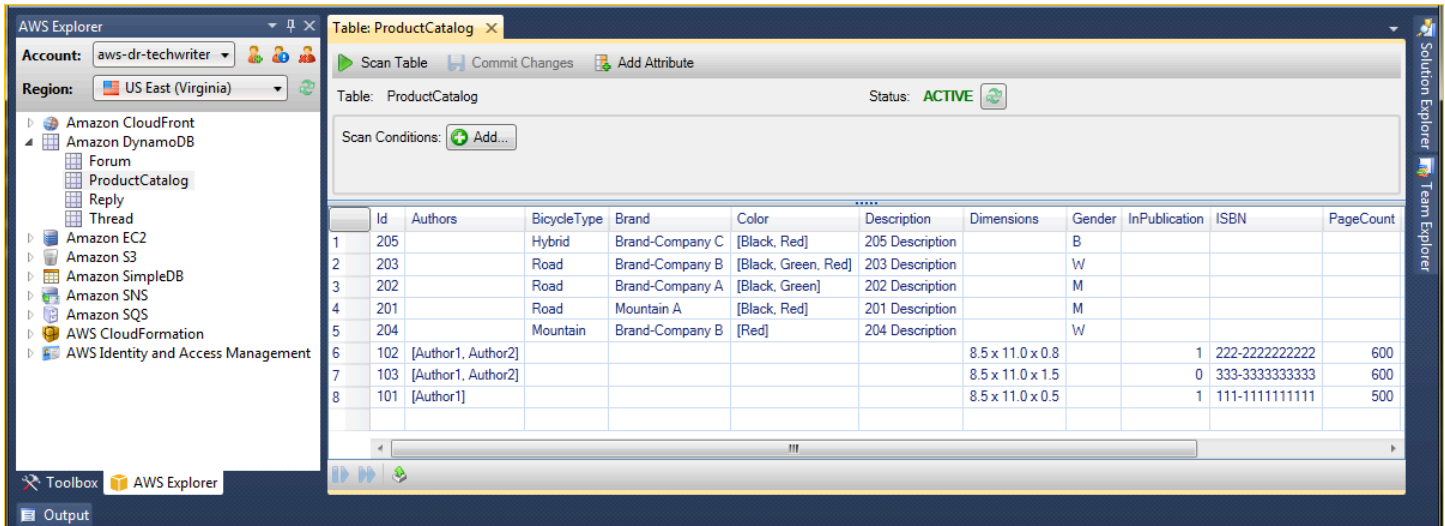 AWS Explorer
Account: aws-dr-techwriter
Region: US East (Virginia)
Amazon CloudFront
Amazon DynamoDB
Forum
ProductCatalog
Reply
Thread
Amazon EC2
Amazon S3
Amazon SimpleDB
Amazon SNS
Amazon SQS
AWS CloudFormation
AWS Identity and Access Management
Toolbox AWS Explorer
Output
Table: ProductCatalog
Scan Table Commit Changes Add Attribute
Table: ProductCatalog Status: ACTIVE
Scan Conditions: Add...
Id Authors BicycleType Brand Color Description Dimensions Gender InPublication ISBN PageCount
1 205 Hybrid Brand-Company C [Black, Red] 205 Description B
2 203 Road Brand-Company B [Black, Green, Red] 203 Description W
3 202 Road Brand-Company A [Black, Green] 202 Description M
4 201 Road Mountain A [Black, Red] 201 Description M
5 204 Mountain Brand-Company B [Red] 204 Description W
6 102 [Author1, Author2] 8.5 x 11.0 x 0.8 1 222-2222222222 600
7 103 [Author1, Author2] 8.5 x 11.0 x 1.5 0 333-3333333333 600
8 101 [Author1] 8.5 x 11.0 x 0.5 1 111-1111111111 500
Solution Explorer
Team Explorer